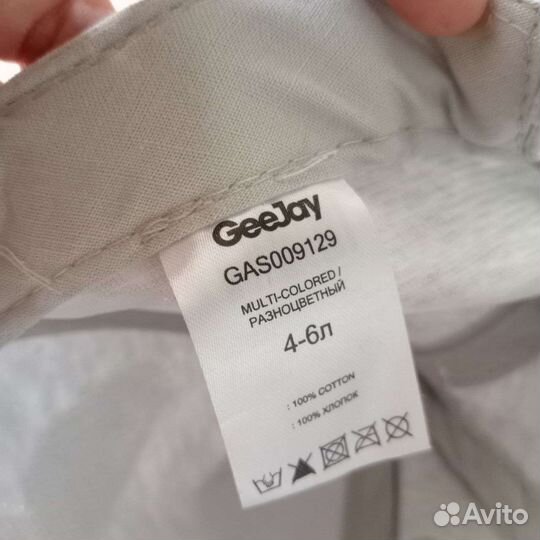 GeeJay
GAS009129
MULTI-COLORED/
РАЗНОЦВЕТНЫЙ
4-6л
: 100% COTTON
: 100% ХЛОПОК
Avito